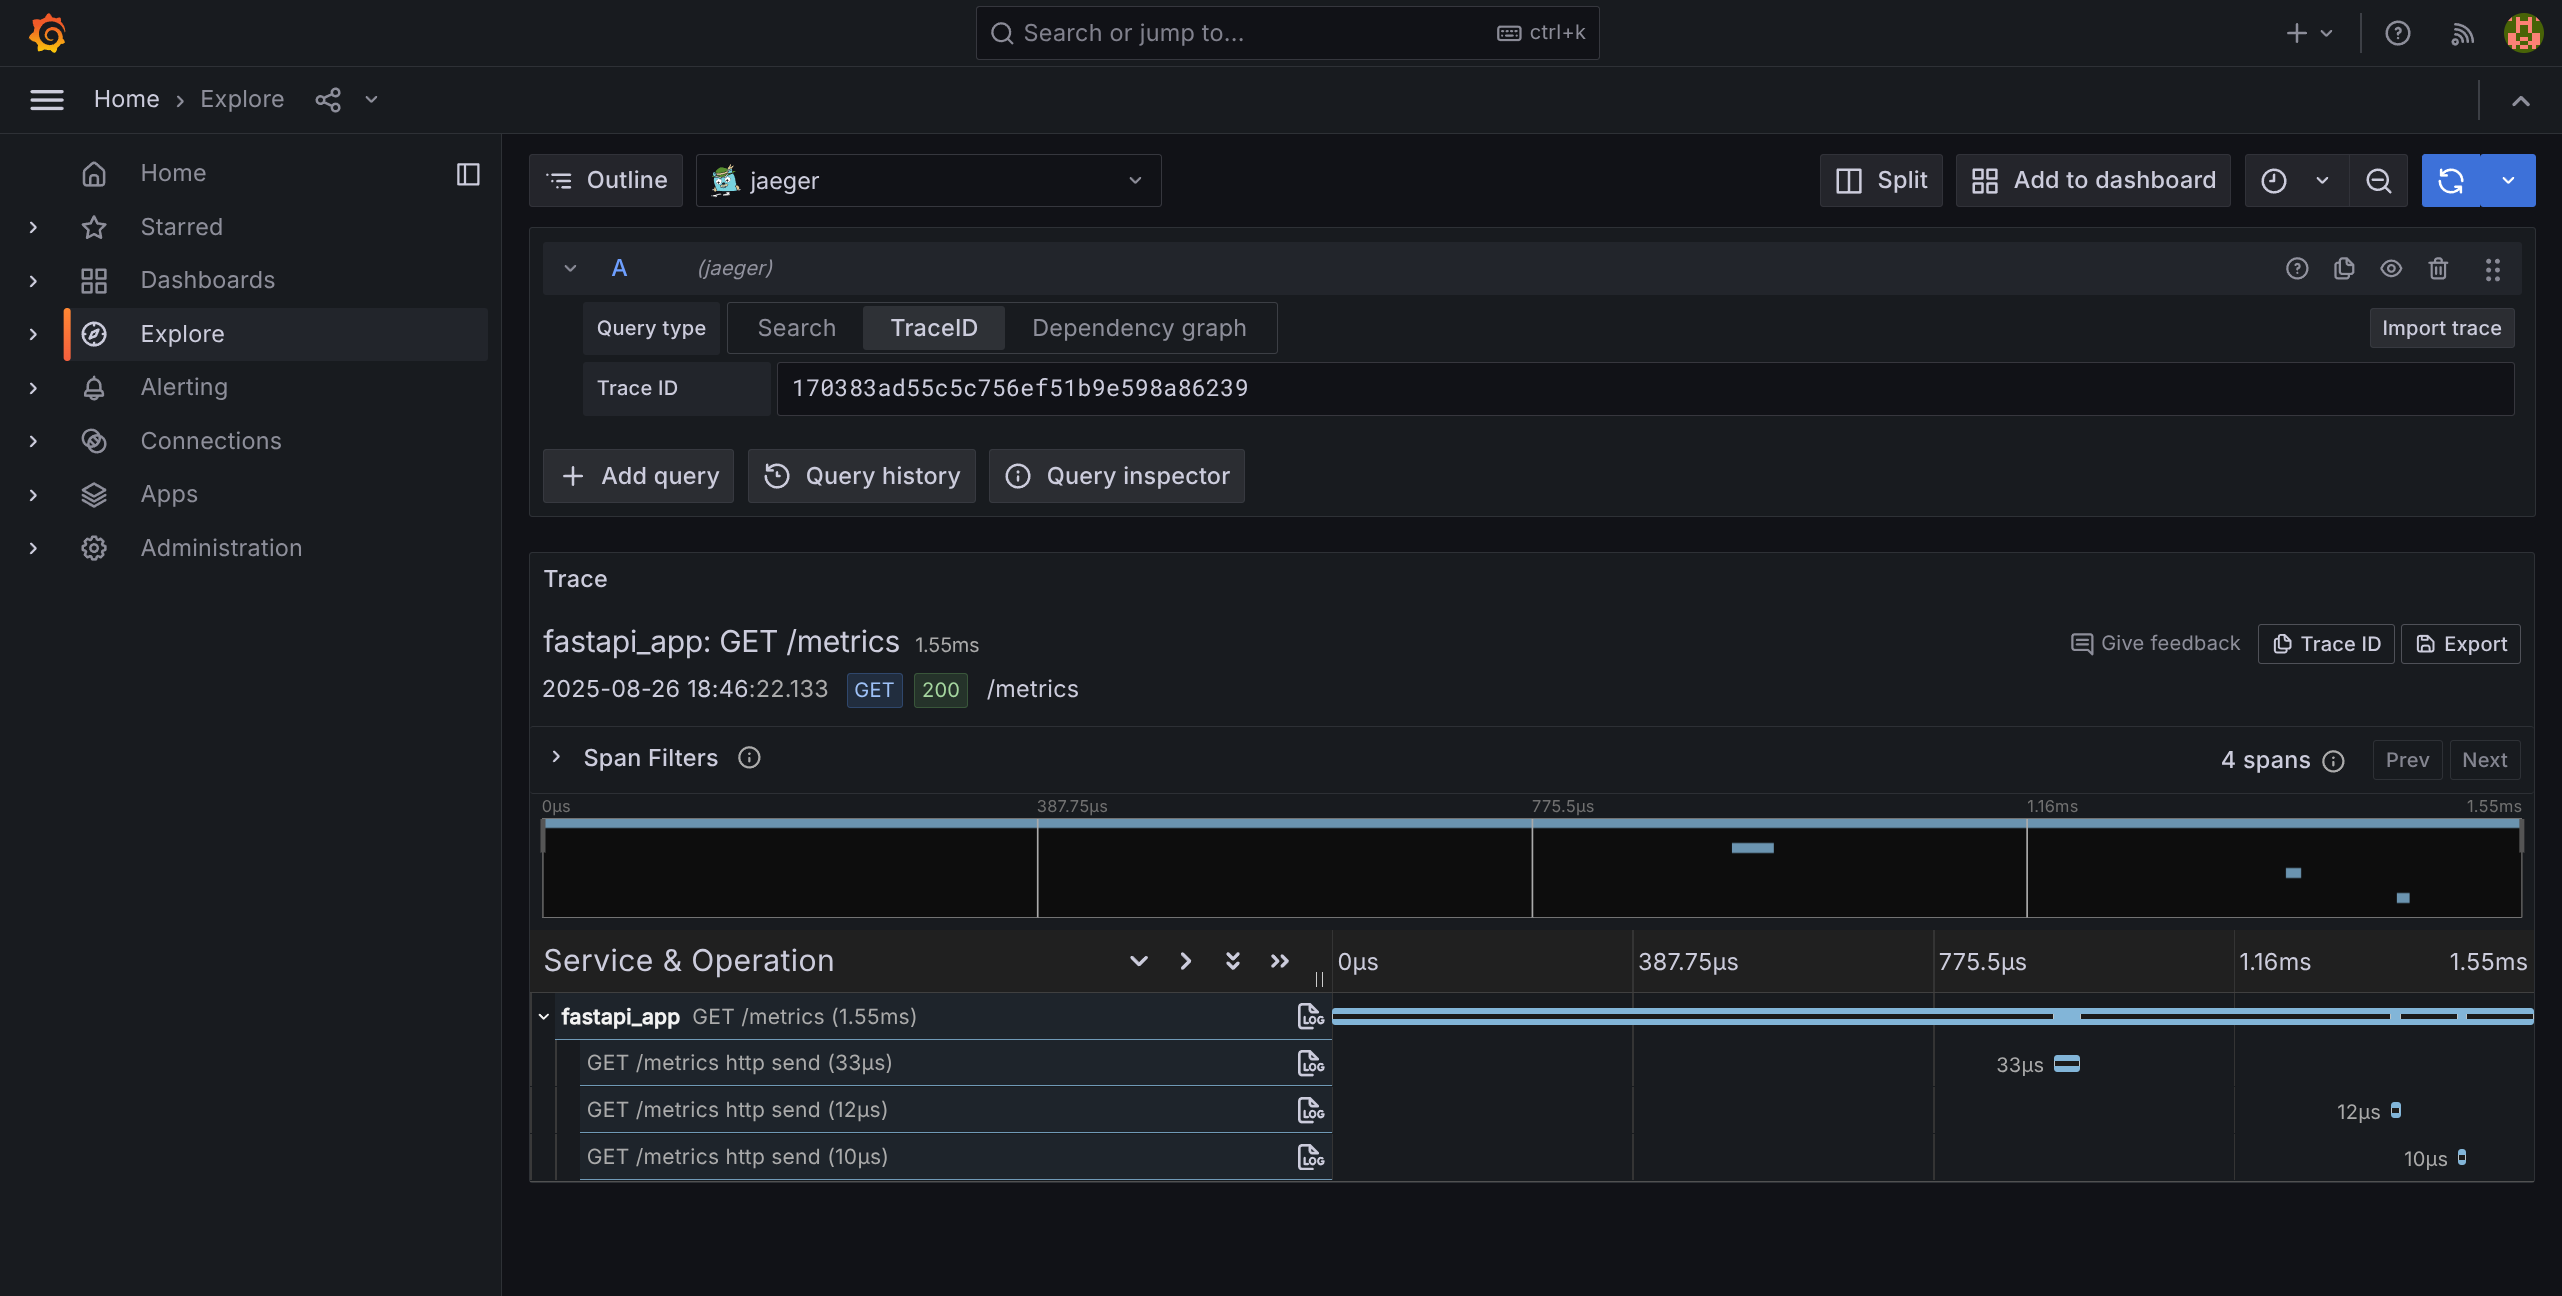 Search or jump to...
ctrl+k
Home
Explore
Home
Starred
Dashboards
Explore
Alerting
Connections
Apps
Administration
Outline
jaeger
Split
Add to dashboard
A
(jaeger)
Query type
Search
TraceID
Dependency graph
Import trace
Trace ID
170383ad55c5c756ef51b9e598a86239
Add query
Query history
Query inspector
Trace
fastapi_app: GET /metrics 1.55ms
Give feedback
Trace ID
Export
2025-08-26 18:46:22.133
GET
200
/metrics
Span Filters
4 spans
Prev
Next
0μs
387.75μs
775.5μs
1.16ms
1.55ms
Service & Operation
0μs
387.75μs
775.5μs
1.16ms
1.55ms
fastapi_app GET /metrics (1.55ms)
LOG
GET /metrics http send (33μs)
LOG
33μs
GET /metrics http send (12μs)
LOG
12μs
GET /metrics http send (10μs)
LOG
10μs